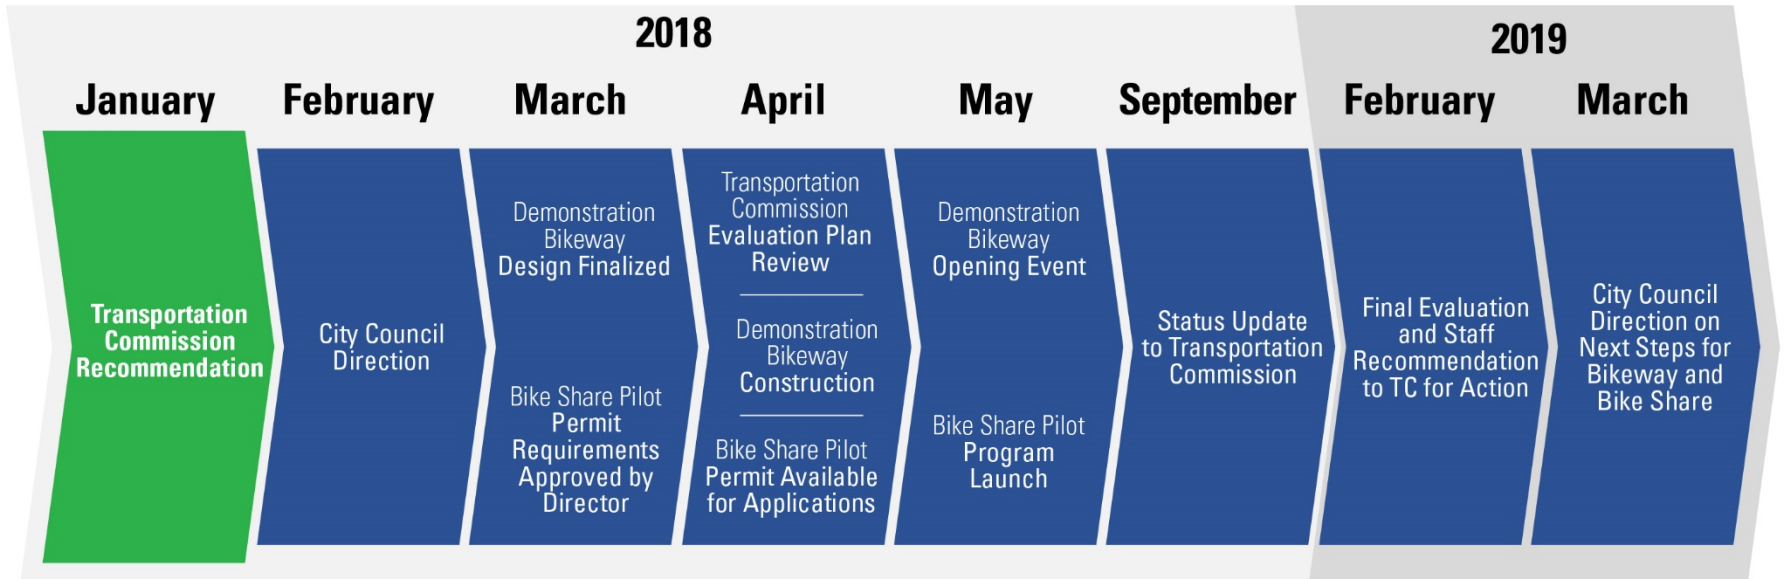 2018
2019
January
February
March
April
May
September
February
March
Transportation
Commission
Recommendation
City Council
Direction
Demonstration
Bikeway
Design Finalized
Bike Share Pilot
Permit
Requirements
Approved by
Director
Transportation
Commission
Evaluation Plan
Review
Demonstration
Bikeway
Construction
Bike Share Pilot
Permit Available
for Applications
Demonstration
Bikeway
Opening Event
Bike Share Pilot
Program
Launch
Status Update
to Transportation
Commission
Final Evaluation
and Staff
Recommendation
to TC for Action
City Council
Direction on
Next Steps for
Bikeway and
Bike Share